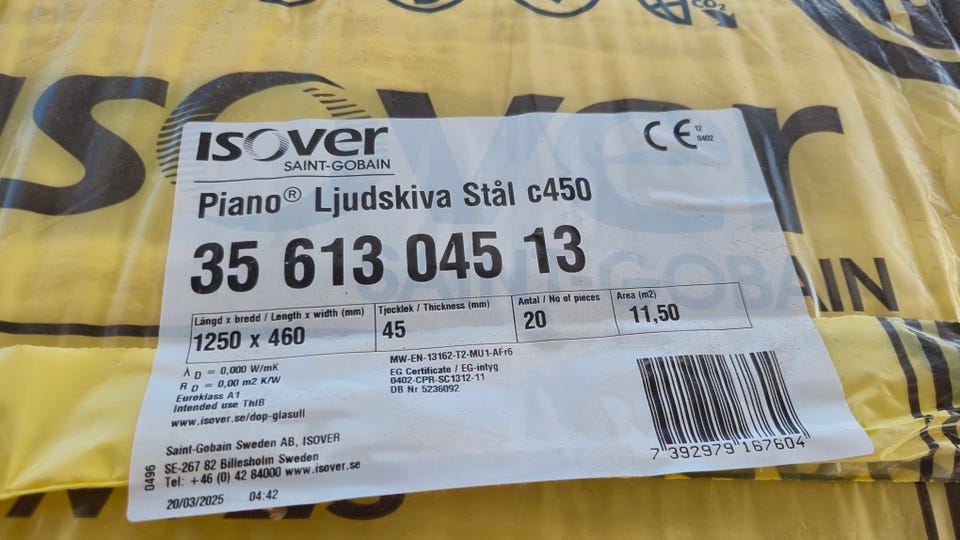 CO2
ISOVER
SAINT-GOBAIN
ISOVER
SAINT-GOBAIN
CE 12
0402
Piano® Ljudskiva Stål c450
35 613 045 13
Längd x bredd / Length x width (mm) Tjocklek / Thickness (mm) Antal / No of pieces Area (m2)
1250 x 460 45 20 11,50
λ D = 0,000 W/mK
R D = 0,00 m2 K/W
Euroklass A1
Intended use ThIB
www.isover.se/dop-glasull
MW-EN-13162-T2-MU1-AFr6
EG Certificate / EG-intyg
0402-CPR-SC1312-11
DB Nr 5236092
7 392979 167604
Saint-Gobain Sweden AB, ISOVER
SE-267 82 Billesholm Sweden
Tel: +46 (0) 42 84000 www.isover.se
0496
20/03/2025 04:42